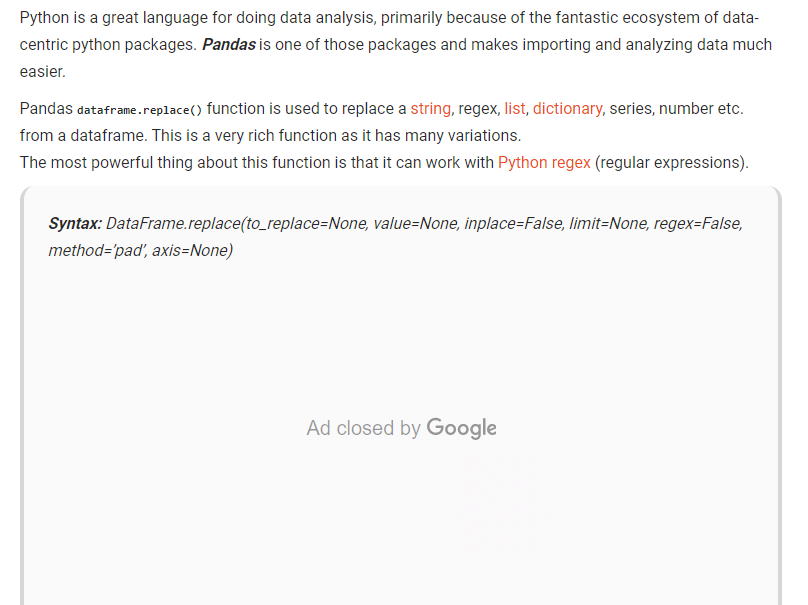 Python is a great language for doing data analysis, primarily because of the fantastic ecosystem of data-
centric python packages. Pandas is one of those packages and makes importing and analyzing data much
easier.
Pandas dataframe.replace() function is used to replace a string, regex, list, dictionary, series, number etc.
from a dataframe. This is a very rich function as it has many variations.
The most powerful thing about this function is that it can work with Python regex (regular expressions).
Syntax: DataFrame.replace(to_replace=None, value=None, inplace=False, limit=None, regex=False,
method=’pad’, axis=None)
Ad closed by Google